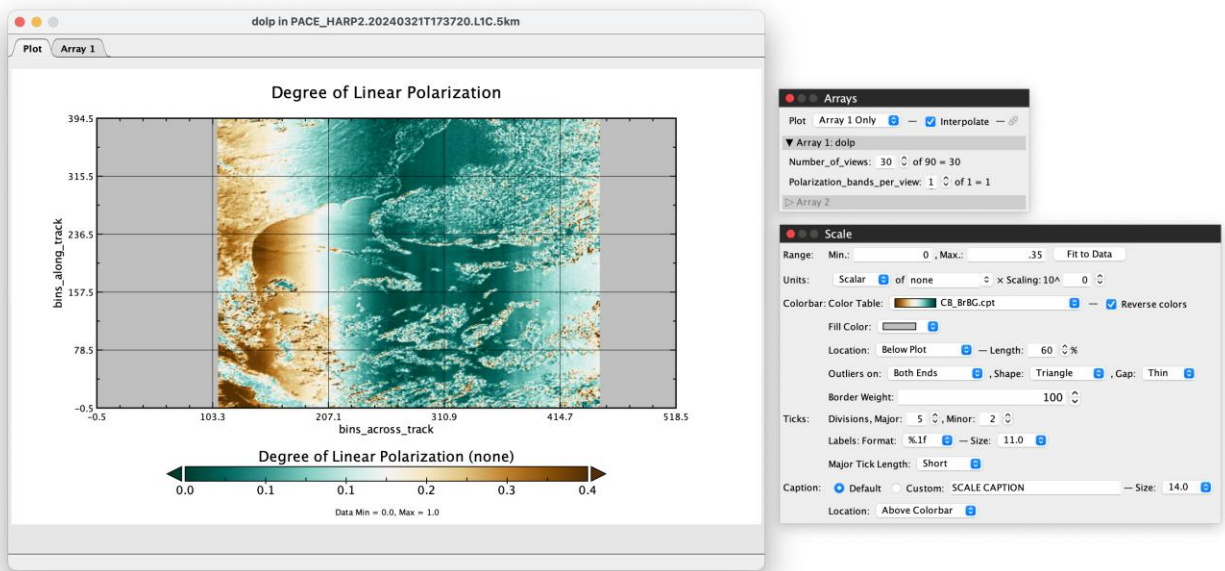 dolp in PACE_HARP2.20240321T173720.L1C.5km
Plot Array 1
Degree of Linear Polarization
bins_along_track
394.5
315.5
236.5
157.5
78.5
-0.5
-0.5 103.3 207.1 310.9 414.7 518.5
bins_across_track
Degree of Linear Polarization (none)
0.0 0.1 0.1 0.2 0.3 0.4
Data Min = 0.0, Max = 1.0
Arrays
Plot Array 1 Only — Interpolate —
▼ Array 1: dolp
Number_of_views: 30 of 90 = 30
Polarization_bands_per_view: 1 of 1 = 1
▷ Array 2
Scale
Range: Min.: 0 , Max.: .35 Fit to Data
Units: Scalar of none × Scaling: 10^ 0
Colorbar: Color Table: CB_BrBG.cpt — Reverse colors
Fill Color:
Location: Below Plot — Length: 60 %
Outliers on: Both Ends , Shape: Triangle , Gap: Thin
Border Weight: 100
Ticks: Divisions, Major: 5 , Minor: 2
Labels: Format: %.1f — Size: 11.0
Major Tick Length: Short
Caption: Default Custom: SCALE CAPTION — Size: 14.0
Location: Above Colorbar